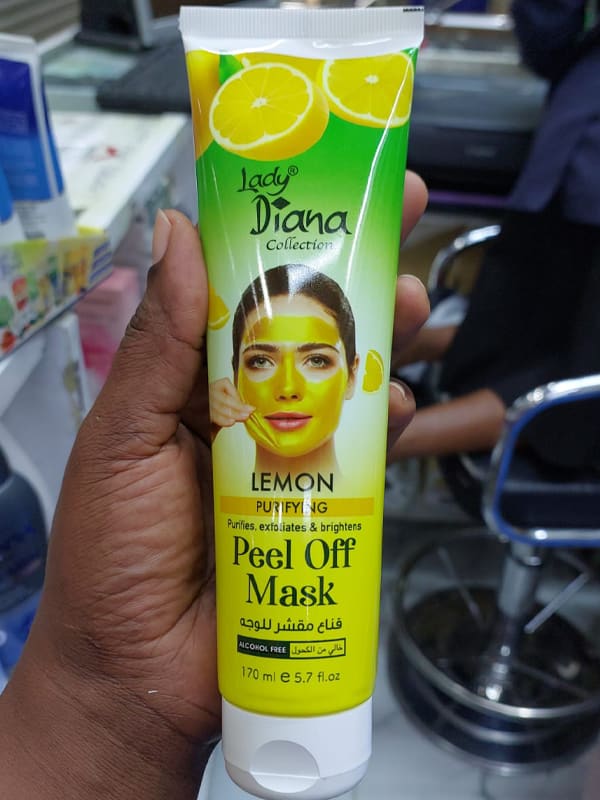 Lady®
Diana
Collection
LEMON
PURIFYING
Purifies, exfoliates & brightens
Peel Off
Mask
قناع مقشر للوجه
ALCOHOL FREE خالي من الكحول
170 ml e 5.7 fl.oz